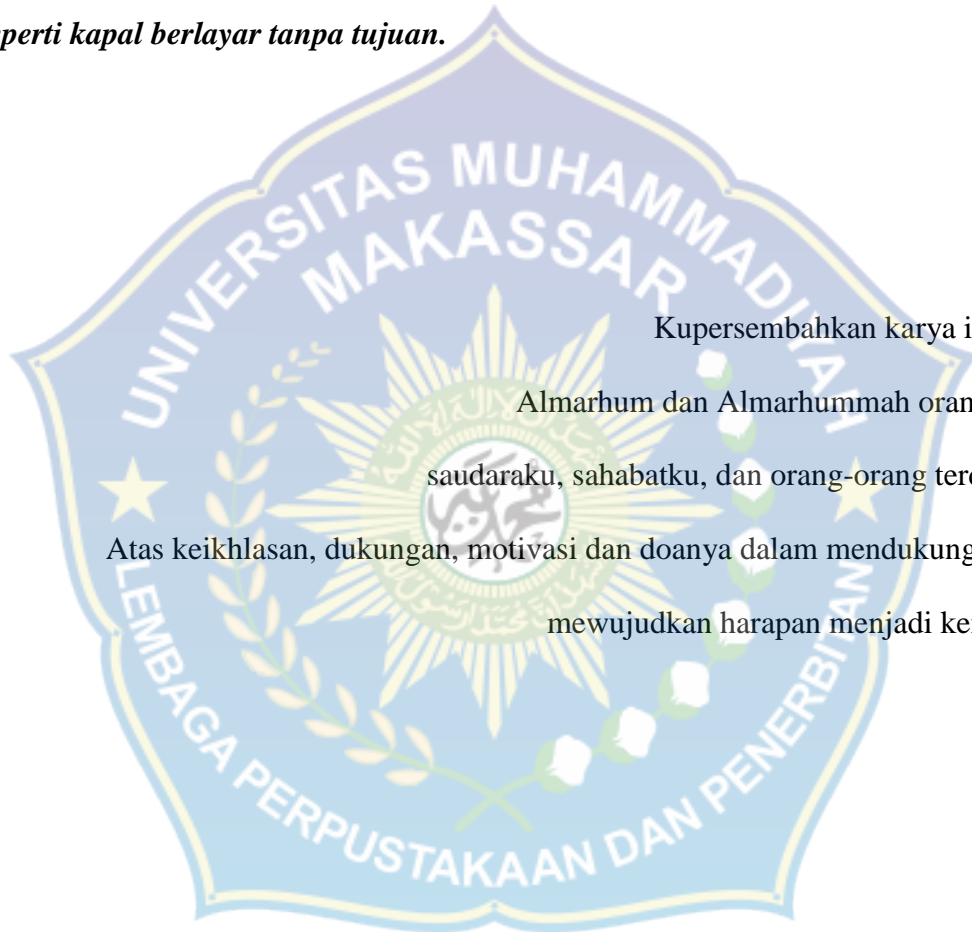 perti kapal berlayar tanpa tujuan.
UNIVERSITAS MUHAMMADIYAH
MAKASSAR
Kupersembahkan karya i
Almarhum dan Almarhummah oran
saudaraku, sahabatku, dan orang-orang ter
Atas keikhlasan, dukungan, motivasi dan doanya dalam mendukung
mewujudkan harapan menjadi ke
LEMBAGA PERPUSTAKAAN DAN PENERBITAN